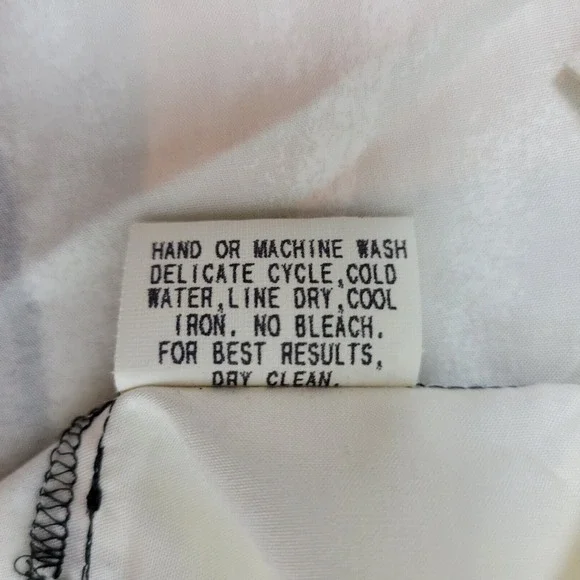 HAND OR MACHINE WASH
DELICATE CYCLE,COLD
WATER,LINE DRY,COOL
IRON. NO BLEACH.
FOR BEST RESULTS,
DRY CLEAN.